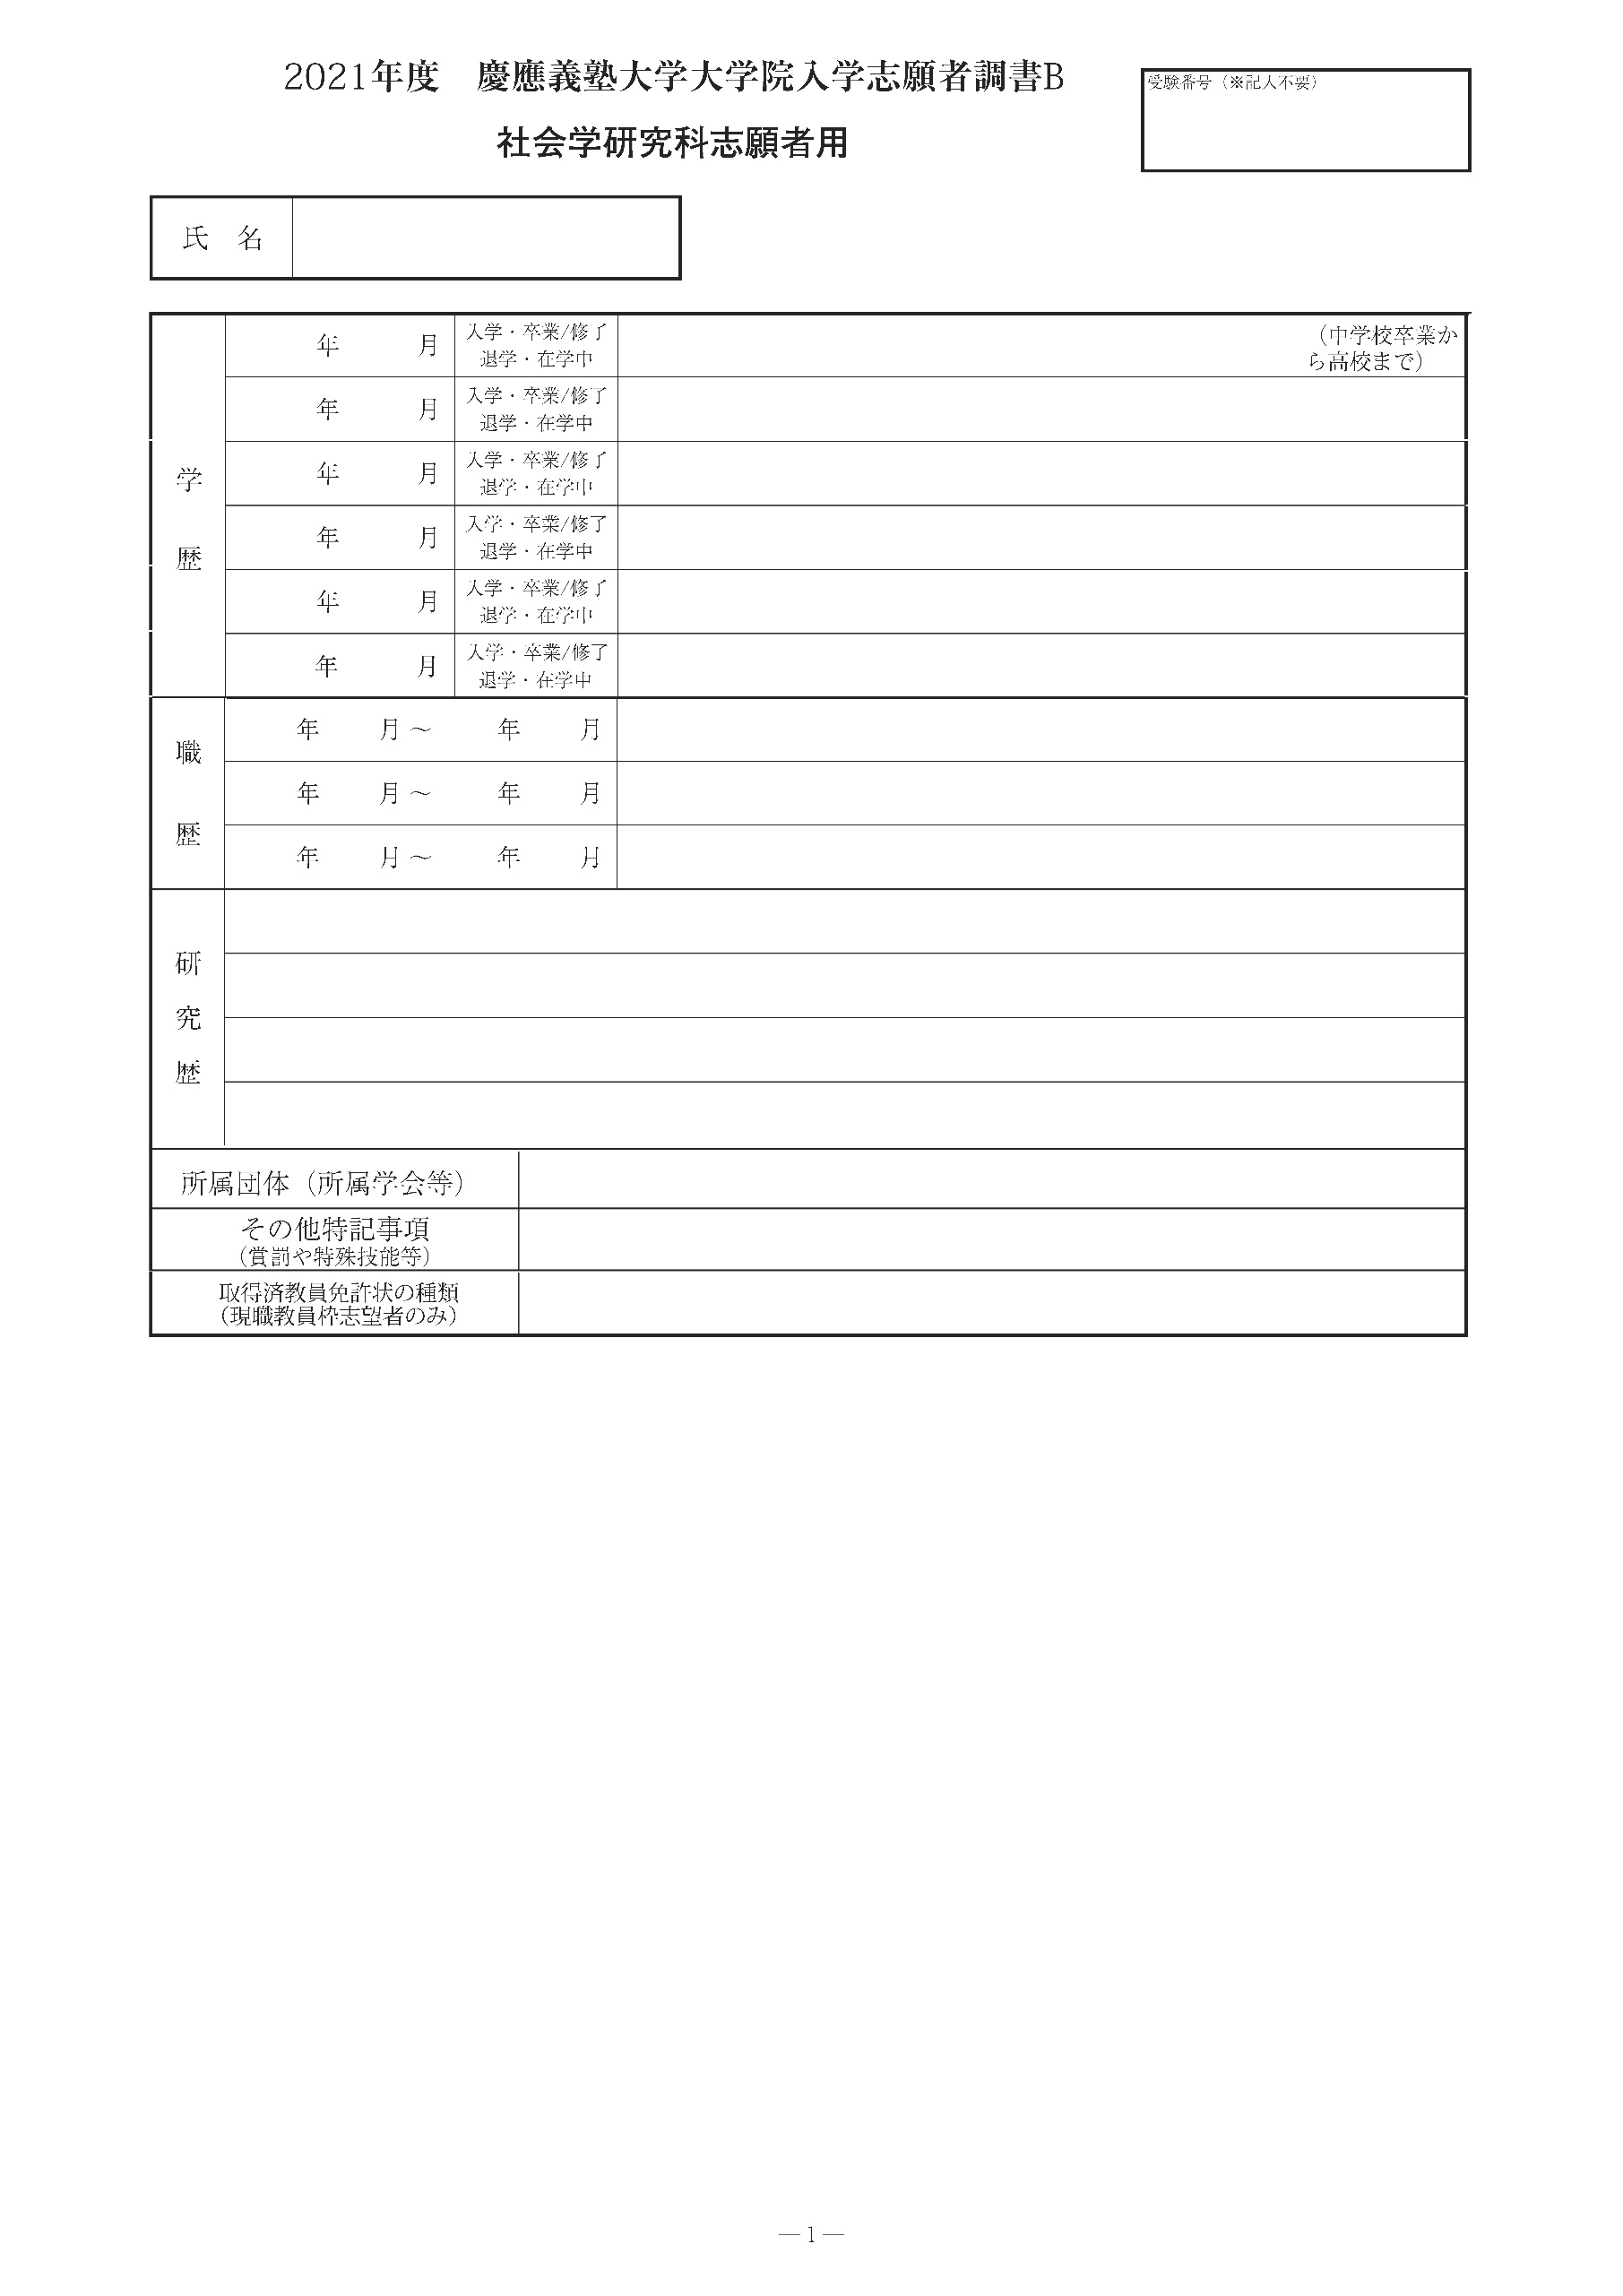 2021年度　慶應義塾大学大学院入学志願者調書B
受験番号（※記入不要）
社会学研究科志願者用
氏　名
学歴
年　月　入学・卒業/修了
退学・在学中
（中学校卒業か
ら高校まで）
年　月　入学・卒業/修了
退学・在学中
年　月　入学・卒業/修了
退学・在学中
年　月　入学・卒業/修了
退学・在学中
年　月　入学・卒業/修了
退学・在学中
年　月　入学・卒業/修了
退学・在学中
職歴
年　月～　年　月
年　月～　年　月
年　月～　年　月
研究歴
所属団体（所属学会等）
その他特記事項
（賞罰や特殊技能等）
取得済教員免許状の種類
（現職教員枠志望者のみ）
— 1 —